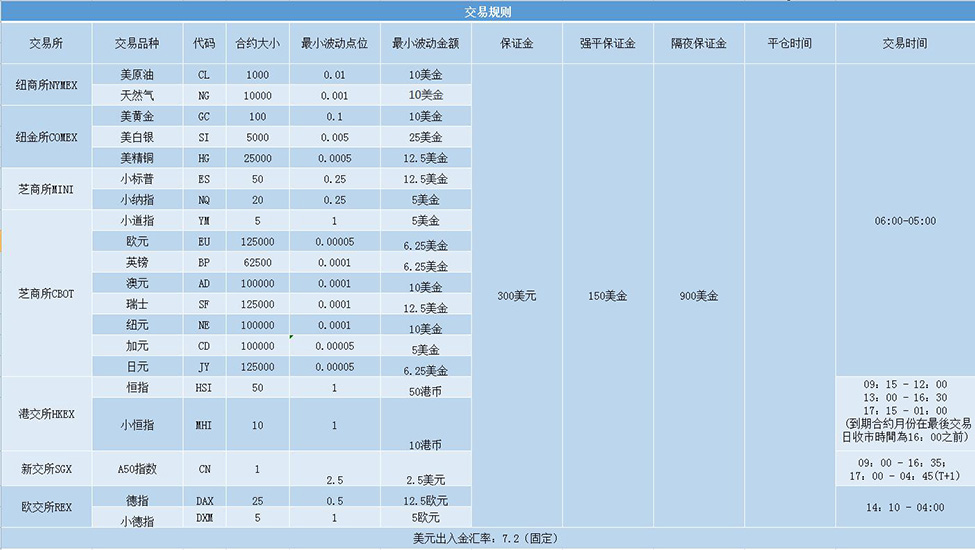 交易规则
交易所 交易品种 代码 合约大小 最小波动点位 最小波动金额 保证金 强平保证金 隔夜保证金 平仓时间 交易时间
纽商所NYMEX 美原油 CL 1000 0.01 10美金
天然气 NG 10000 0.001 10美金
纽金所COMEX 美黄金 GC 100 0.1 10美金
美白银 SI 5000 0.005 25美金
美精铜 HG 25000 0.0005 12.5美金
芝商所MINI 小标普 ES 50 0.25 12.5美金
小纳指 NQ 20 0.25 5美金
芝商所CBOT 小道指 YM 5 1 5美金
欧元 EU 125000 0.00005 6.25美金
英镑 BP 62500 0.0001 6.25美金
澳元 AD 100000 0.0001 10美金
瑞士 SF 125000 0.0001 12.5美金
纽元 NE 100000 0.0001 10美金
加元 CD 100000 0.00005 5美金
日元 JY 125000 0.00005 6.25美金
300美元 150美金 900美金
06:00-05:00
港交所HKEX 恒指 HSI 50 1 50港币
小恒指 MHI 10 1 10港币
09：15 - 12：00
13：00 - 16：30
17：15 - 01：00
(到期合约月份在最後交易
日收市時間為16：00之前)
新交所SGX A50指数 CN 1 2.5 2.5美元
09：00 - 16：35；
17：00 - 04：45(T+1)
欧交所REX 德指 DAX 25 0.5 12.5欧元
小德指 DXM 5 1 5欧元
14：10 - 04:00
美元出入金汇率：7.2（固定）